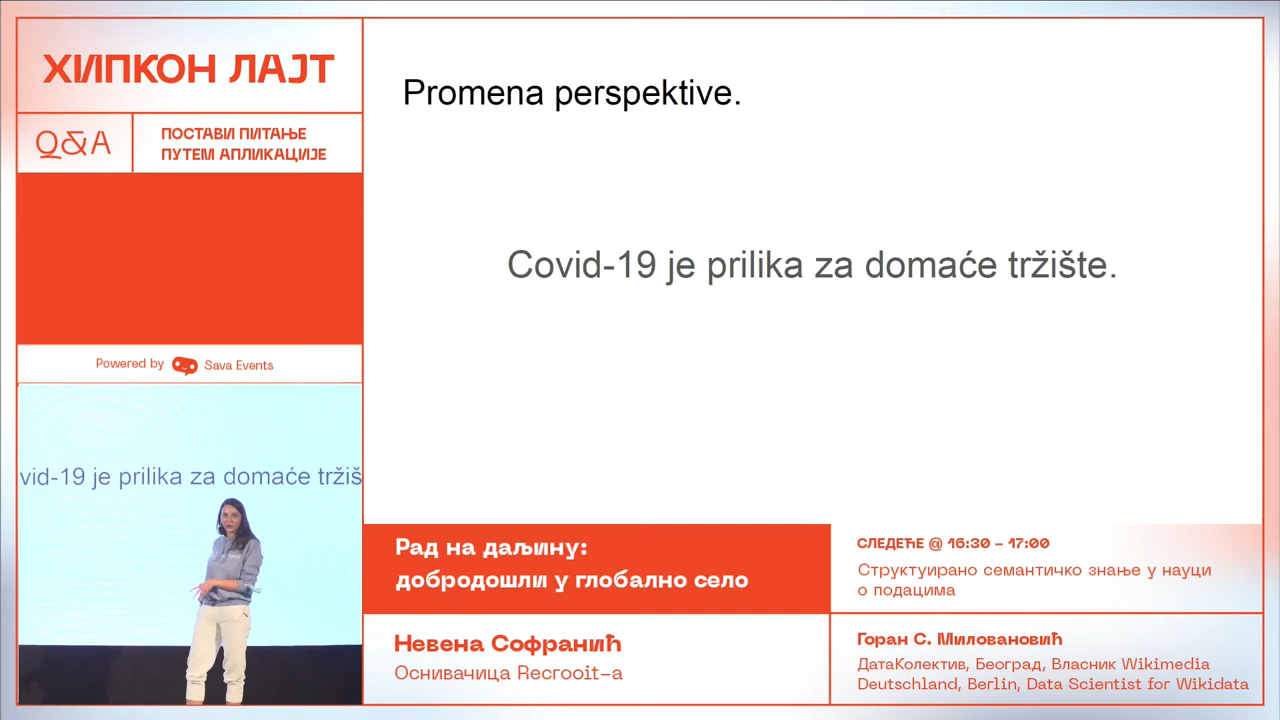 ХИПКОН ЛАЈТ
Q&A
ПОСТАВИ ПИТАЊЕ
ПУТЕМ АПЛИКАЦИЈЕ
Powered by Sava Events
vid-19 je prilika za domaće tržiš
Promena perspektive.
Covid-19 je prilika za domaće tržište.
Рад на даљину:
добродошли у глобално село
Невена Софранић
Оснивачица Recrooit-a
СЛЕДЕЋЕ @ 16:30 – 17:00
Структуирано семантичко знање у науци
о подацима
Горан С. Миловановић
ДатаКолектив, Београд, Власник Wikimedia
Deutschland, Berlin, Data Scientist for Wikidata